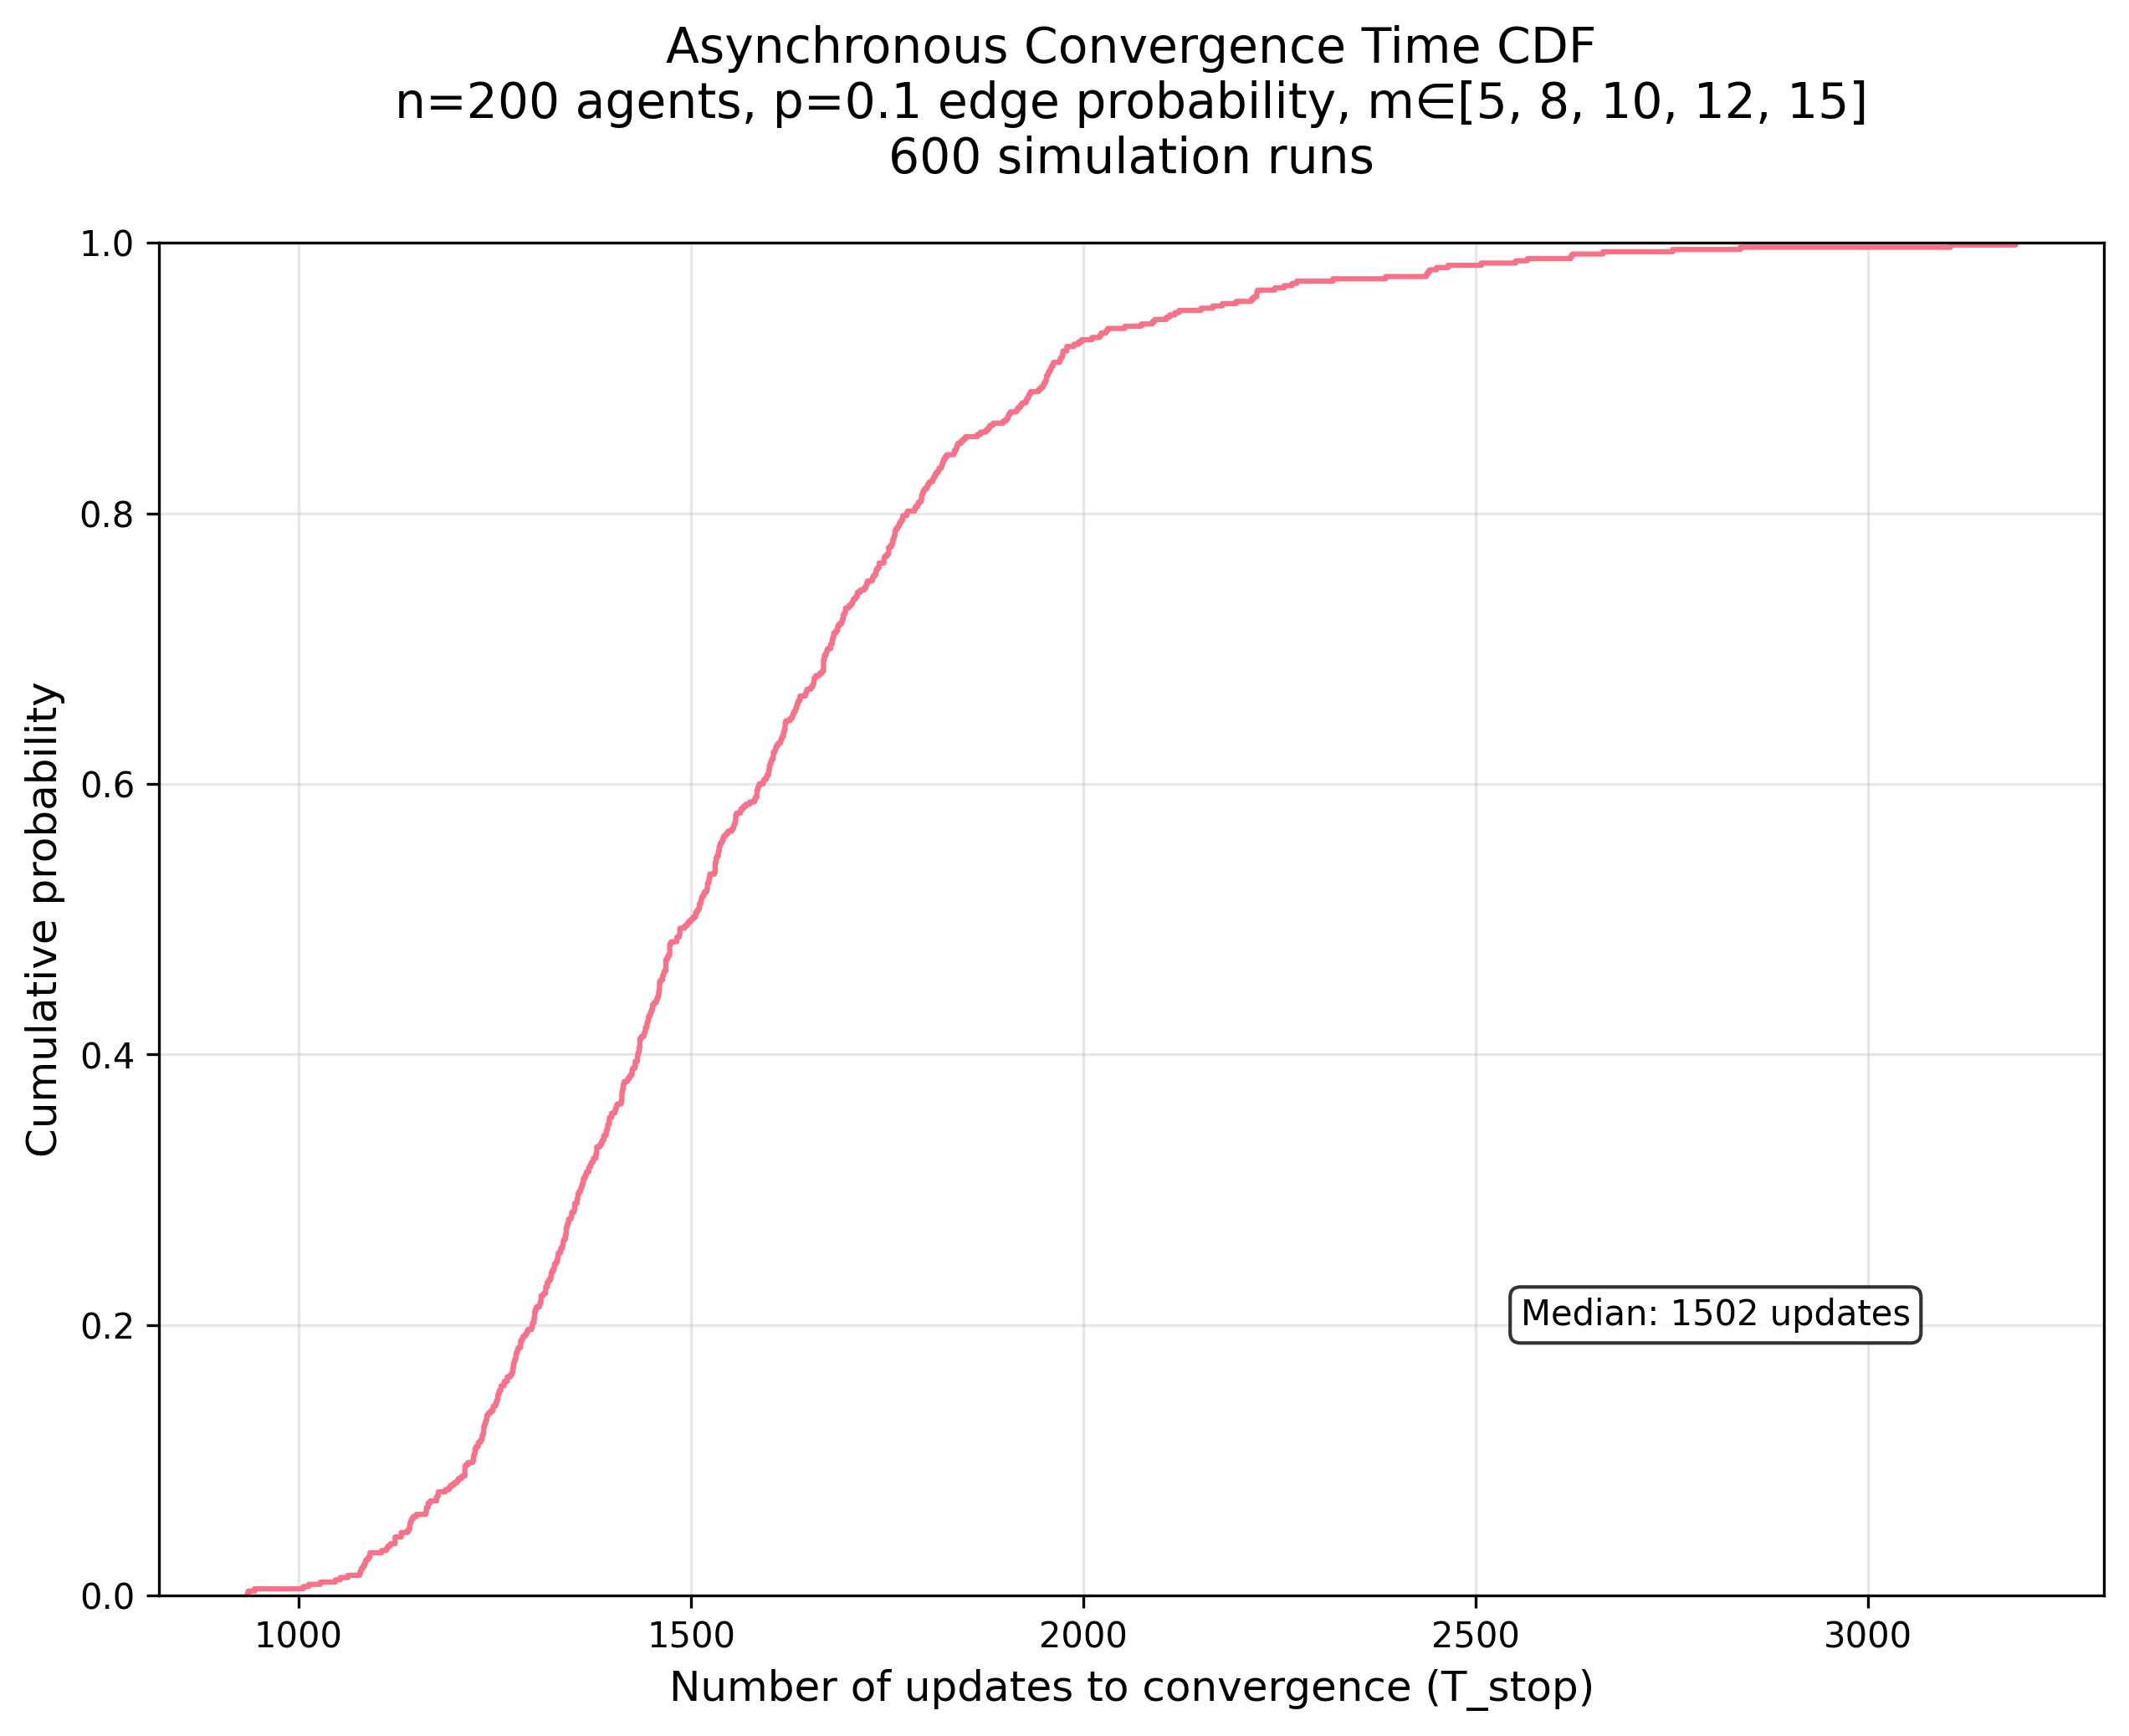 Asynchronous Convergence Time CDF
n=200 agents, p=0.1 edge probability, m∈[5, 8, 10, 12, 15]
600 simulation runs
Cumulative probability
1.0
0.8
0.6
0.4
0.2
0.0
Median: 1502 updates
1000 1500 2000 2500 3000
Number of updates to convergence (T_stop)